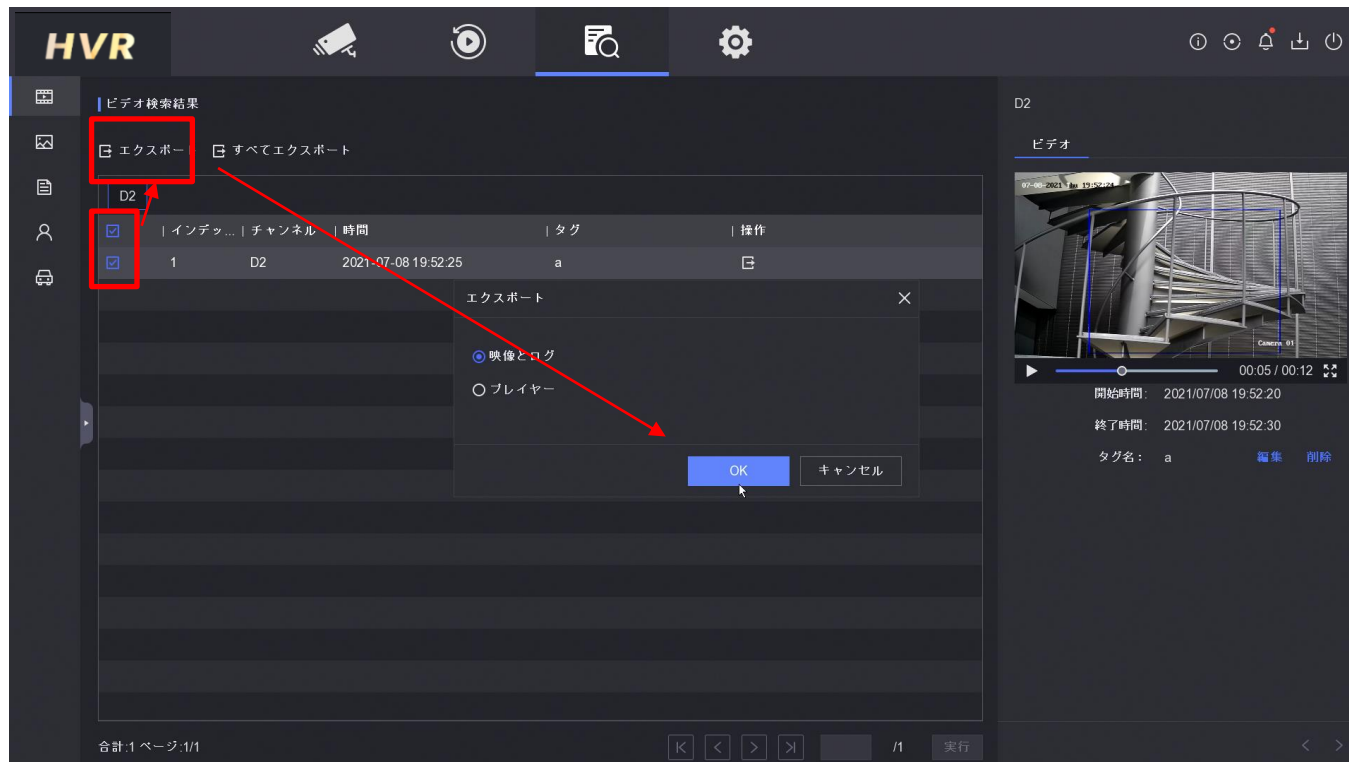 HVR
ビデオ検索結果
エクスポート すべてエクスポート
D2
インデッ... チャンネル 時間 タグ 操作
1 D2 2021-07-08 19:52:25 a
エクスポート
映像とログ
プレイヤー
OK キャンセル
合計:1 ページ:1/1
/1 実行
D2
ビデオ
07-08-2021 19:52:24
Camera 01
00:05 / 00:12
開始時間: 2021/07/08 19:52:20
終了時間: 2021/07/08 19:52:30
タグ名: a 編集 削除